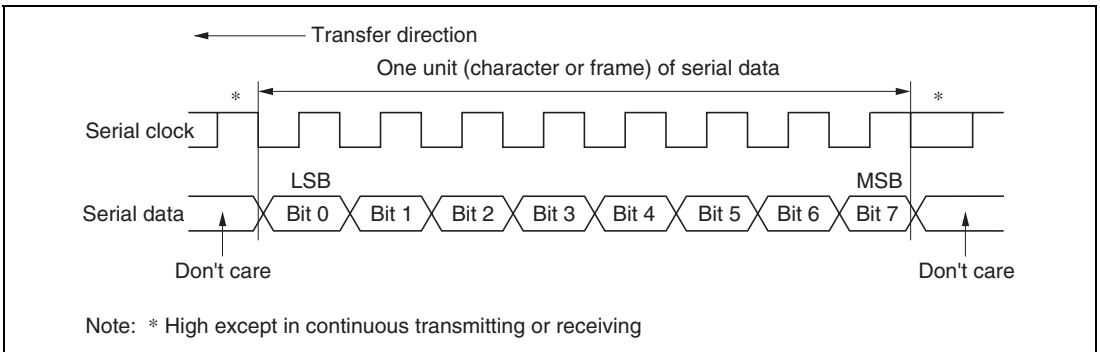 Transfer direction
One unit (character or frame) of serial data
* *
Serial clock
LSB MSB
Serial data Bit 0 Bit 1 Bit 2 Bit 3 Bit 4 Bit 5 Bit 6 Bit 7
Don't care Don't care
Note: * High except in continuous transmitting or receiving